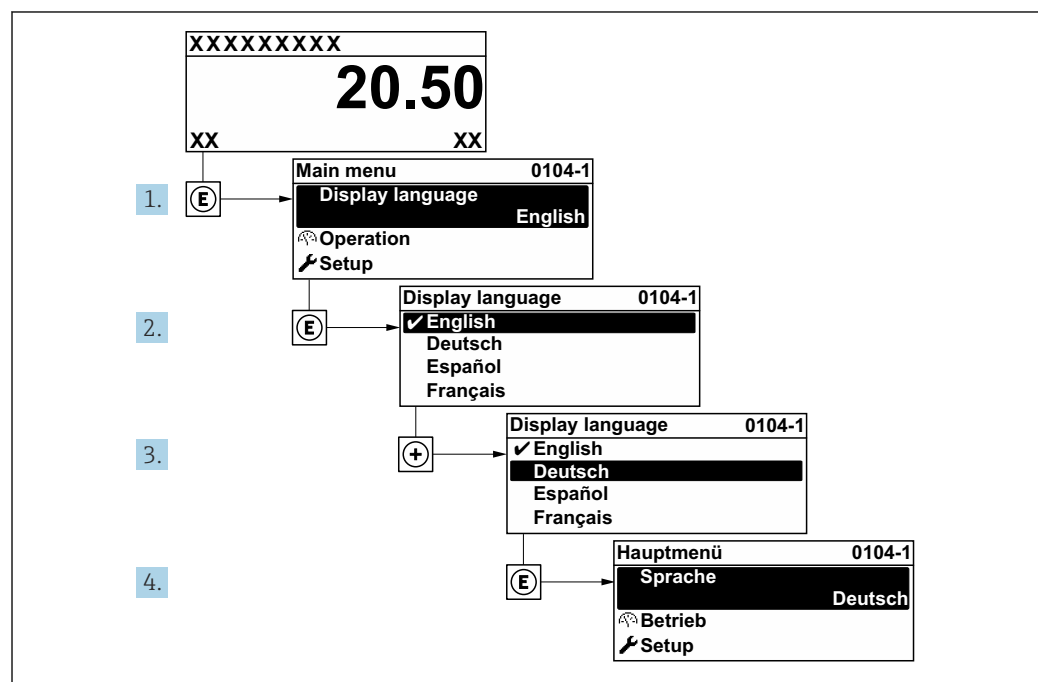 XXXXXXXXX
20.50
XX XX
Main menu 0104-1
1. E Display language
English
Operation
Setup
Display language 0104-1
2. E ✔ English
Deutsch
Español
Français
Display language 0104-1
3. + ✔ English
Deutsch
Español
Français
Hauptmenü 0104-1
4. E Sprache
Deutsch
Betrieb
Setup